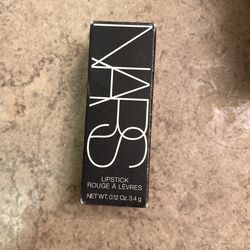 NARS
LIPSTICK
ROUGE À LÈVRES
NET WT. 0.12 Oz. 3.4 g